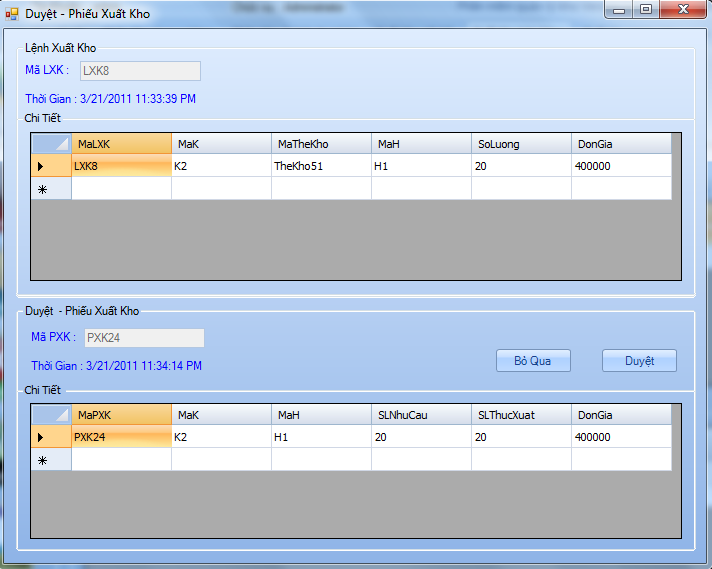 Duyệt - Phiếu Xuất Kho
Lệnh Xuất Kho
Mã LXK : LXK8
Thời Gian : 3/21/2011 11:33:39 PM
Chi Tiết
MaLXK MaK MaTheKho MaH SoLuong DonGia
LXK8 K2 TheKho51 H1 20 400000
Duyệt - Phiếu Xuất Kho
Mã PXK : PXK24
Thời Gian : 3/21/2011 11:34:14 PM
Bỏ Qua Duyệt
Chi Tiết
MaPXK MaK MaH SLNhuCau SLThucXuat DonGia
PXK24 K2 H1 20 20 400000